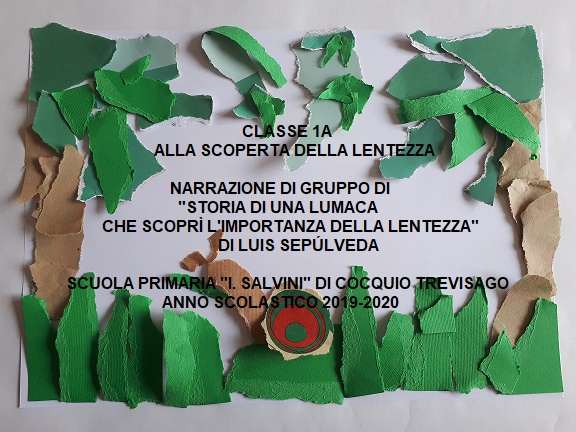 CLASSE 1A
ALLA SCOPERTA DELLA LENTEZZA
NARRAZIONE DI GRUPPO DI
"STORIA DI UNA LUMACA
CHE SCOPRÌ L'IMPORTANZA DELLA LENTEZZA"
DI LUIS SEPÚLVEDA
SCUOLA PRIMARIA "I. SALVINI" DI COCQUIO TREVISAGO
ANNO SCOLASTICO 2019-2020